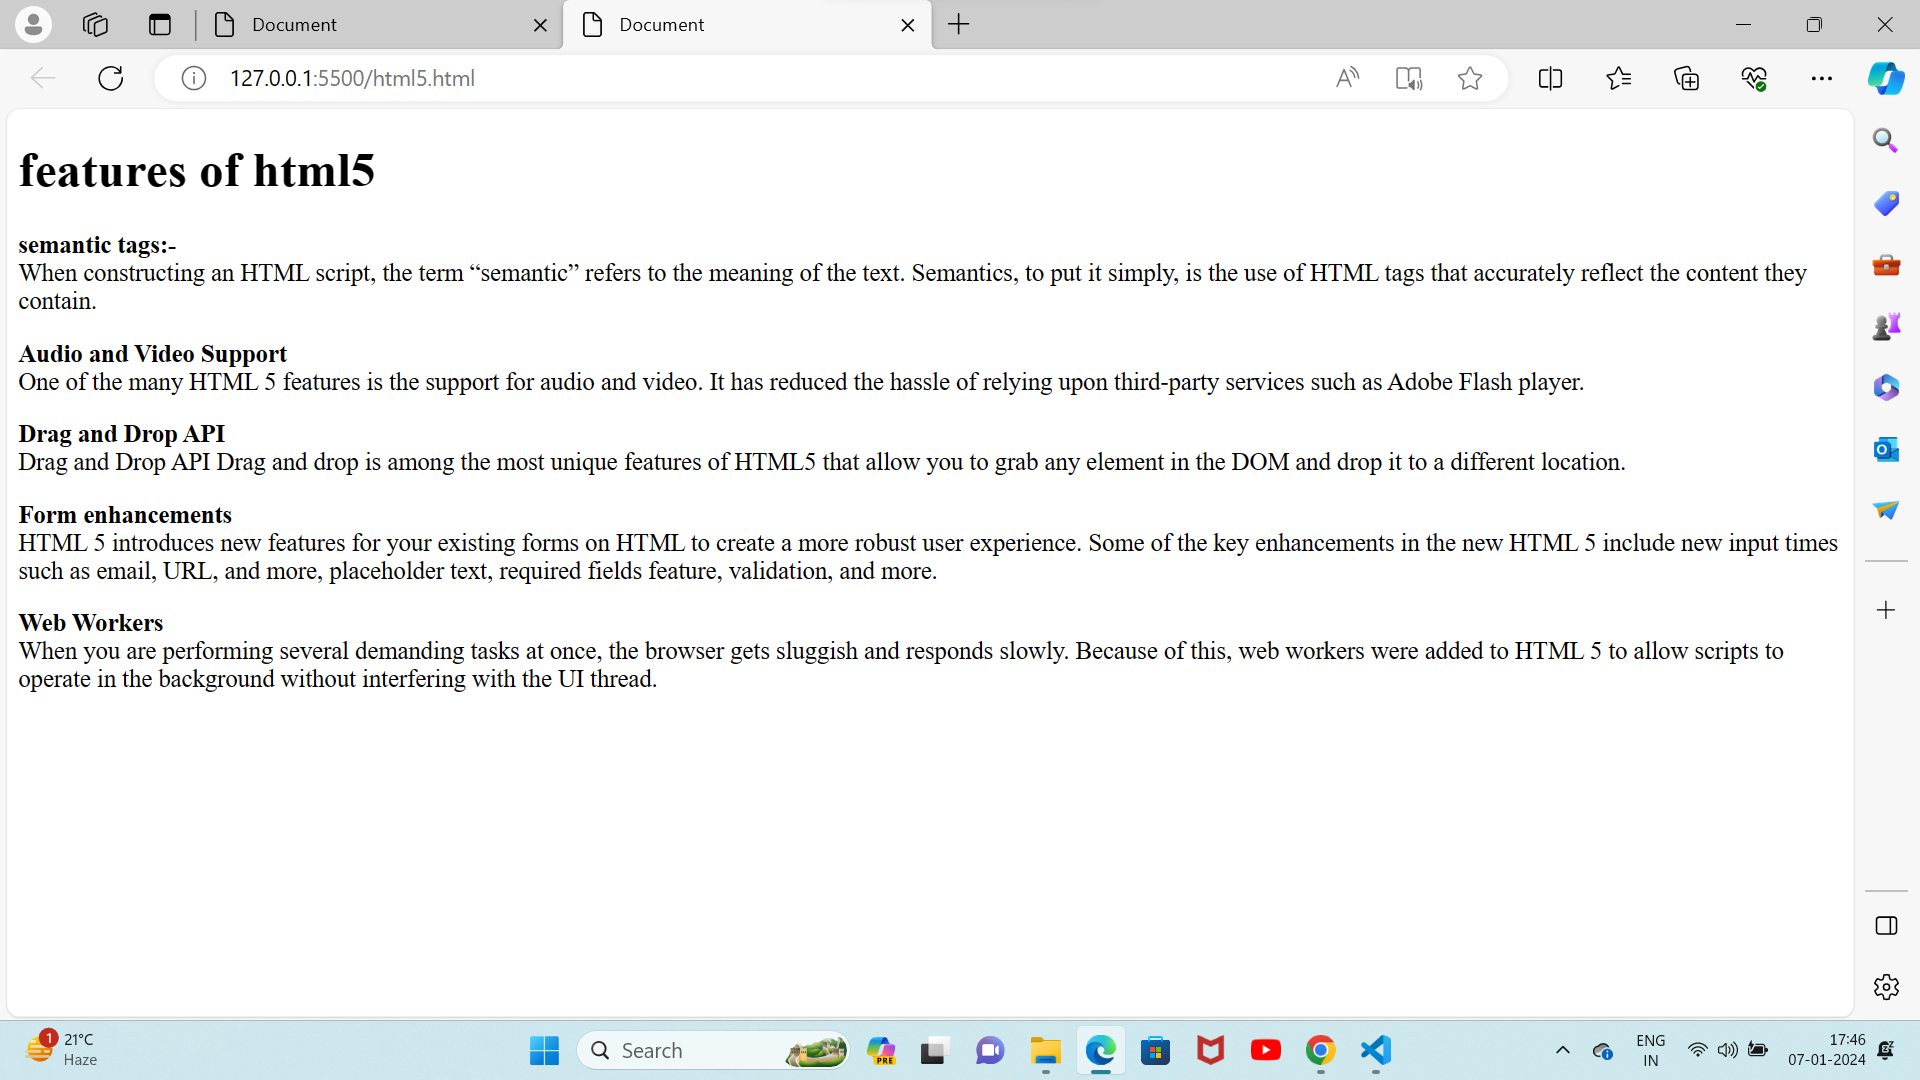 Document
Document
127.0.0.1:5500/html5.html
features of html5
semantic tags:-
When constructing an HTML script, the term “semantic” refers to the meaning of the text. Semantics, to put it simply, is the use of HTML tags that accurately reflect the content they
contain.
Audio and Video Support
One of the many HTML 5 features is the support for audio and video. It has reduced the hassle of relying upon third-party services such as Adobe Flash player.
Drag and Drop API
Drag and Drop API Drag and drop is among the most unique features of HTML5 that allow you to grab any element in the DOM and drop it to a different location.
Form enhancements
HTML 5 introduces new features for your existing forms on HTML to create a more robust user experience. Some of the key enhancements in the new HTML 5 include new input times
such as email, URL, and more, placeholder text, required fields feature, validation, and more.
Web Workers
When you are performing several demanding tasks at once, the browser gets sluggish and responds slowly. Because of this, web workers were added to HTML 5 to allow scripts to
operate in the background without interfering with the UI thread.
1
21°C
Haze
Search
PRE
ENG
IN
17:46
07-01-2024